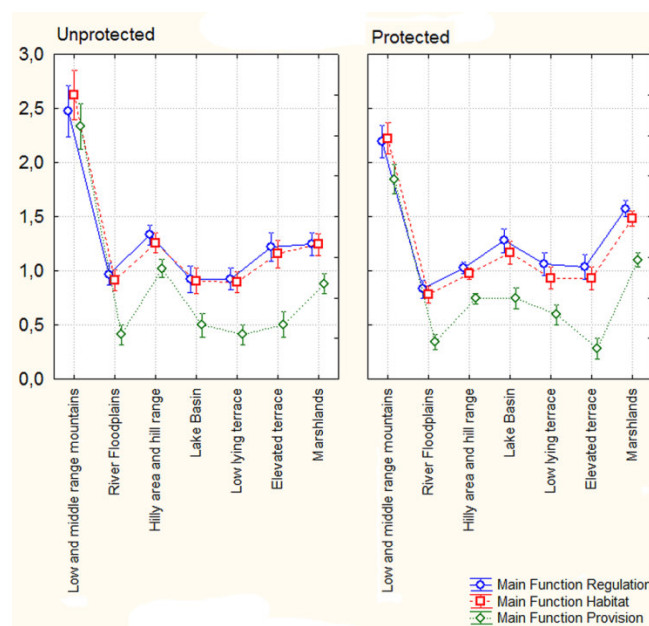 Unprotected
Protected
3,0
2,5
2,0
1,5
1,0
0,5
0,0
Low and middle range mountains
River Floodplains
Hilly area and hill range
Lake Basin
Low lying terrace
Elevated terrace
Marshlands
Low and middle range mountains
River Floodplains
Hilly area and hill range
Lake Basin
Low lying terrace
Elevated terrace
Marshlands
Main Function Regulation
Main Function Habitat
Main Function Provision